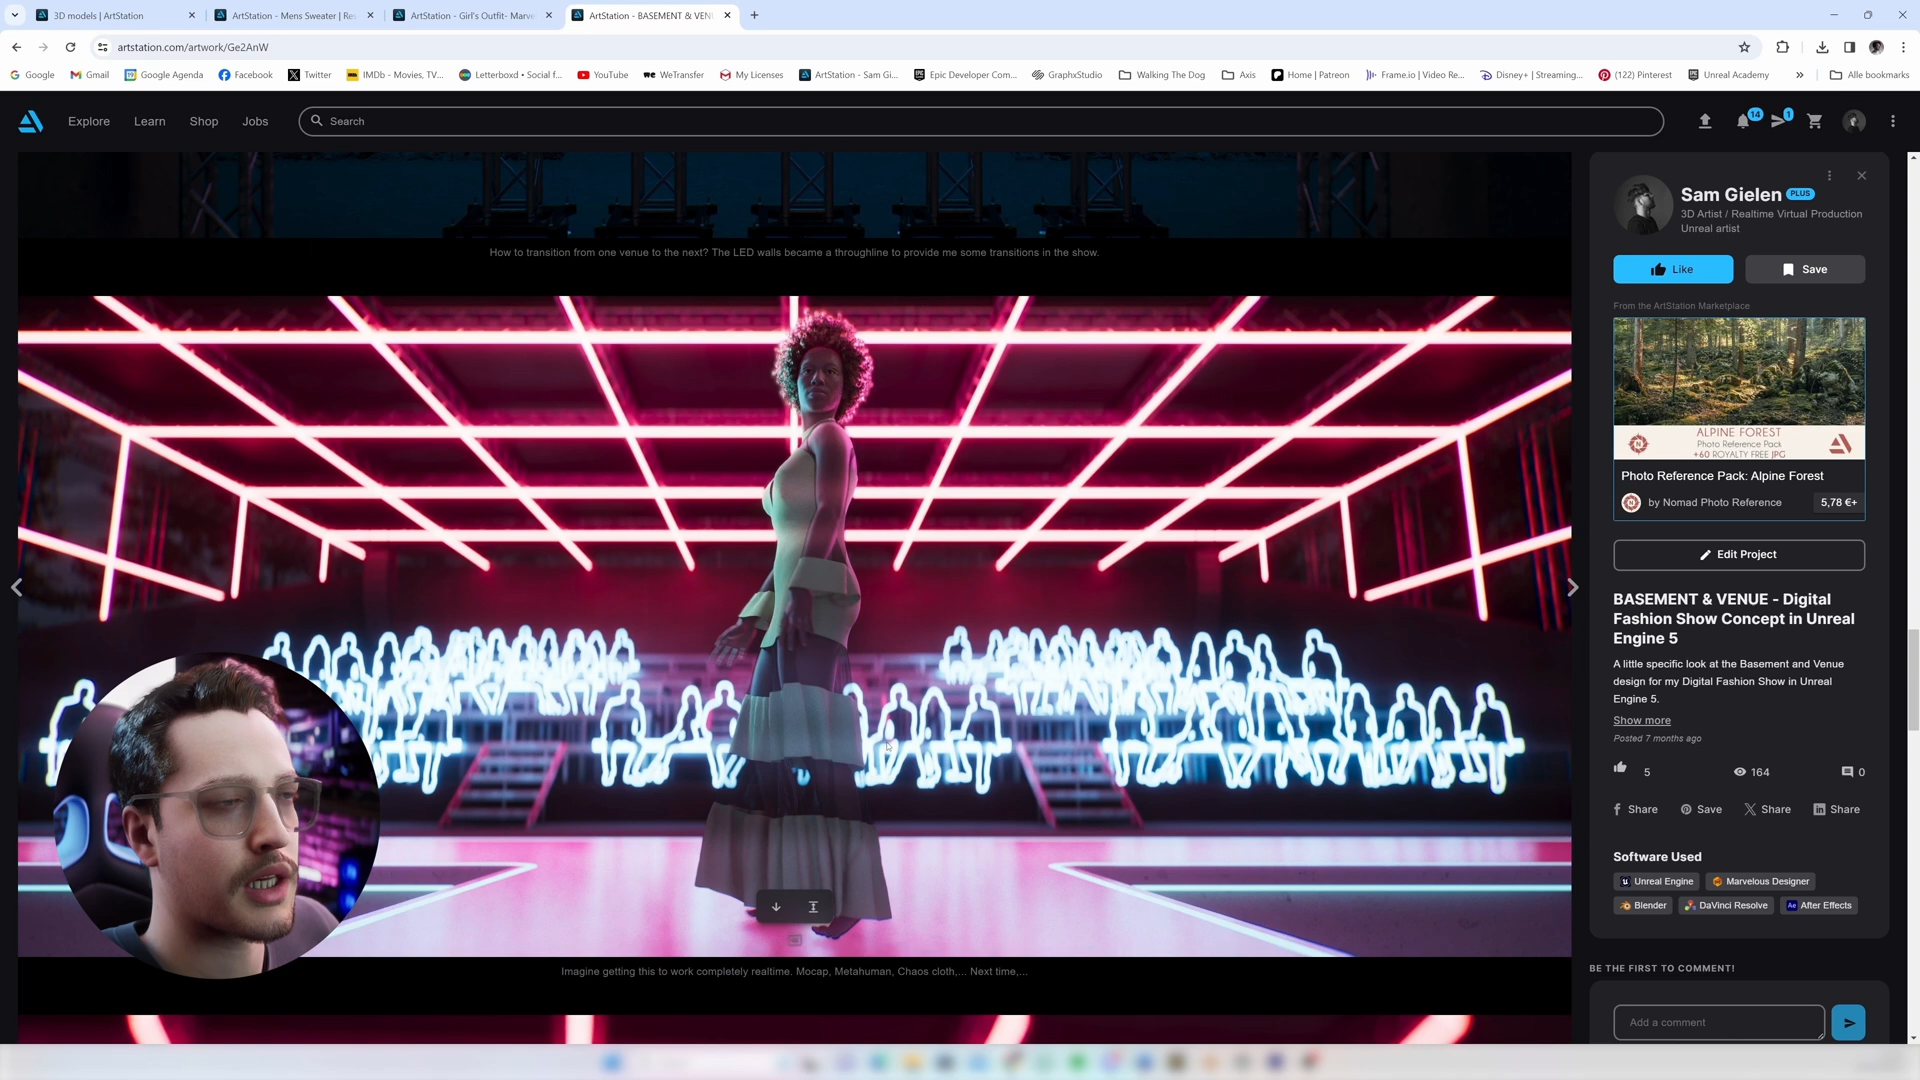 3D models | ArtStation
ArtStation - Mens Sweater | Res
ArtStation - Girl's Outfit- Marve
ArtStation - BASEMENT & VEN
artstation.com/artwork/Ge2AnW
Google
Gmail
Google Agenda
Facebook
Twitter
IMDb - Movies, TV...
Letterboxd • Social f...
YouTube
WeTransfer
My Licenses
ArtStation - Sam Gi...
Epic Developer Com...
GraphxStudio
Walking The Dog
Axis
Home | Patreon
Frame.io | Video Re...
Disney+ | Streaming...
(122) Pinterest
Unreal Academy
»
Alle bookmarks
Explore
Learn
Shop
Jobs
Search
14
1
How to transition from one venue to the next? The LED walls became a throughline to provide me some transitions in the show.
Imagine getting this to work completely realtime. Mocap, Metahuman, Chaos cloth,... Next time,...
Sam Gielen PLUS
3D Artist / Realtime Virtual Production
Unreal artist
Like
Save
From the ArtStation Marketplace
ALPINE FOREST
Photo Reference Pack
+60 ROYALTY FREE JPG
Photo Reference Pack: Alpine Forest
by Nomad Photo Reference
5,78 €+
Edit Project
BASEMENT & VENUE - Digital
Fashion Show Concept in Unreal
Engine 5
A little specific look at the Basement and Venue
design for my Digital Fashion Show in Unreal
Engine 5.
Show more
Posted 7 months ago
5
164
0
Share
Save
Share
Share
Software Used
Unreal Engine
Marvelous Designer
Blender
DaVinci Resolve
Ae After Effects
BE THE FIRST TO COMMENT!
Add a comment